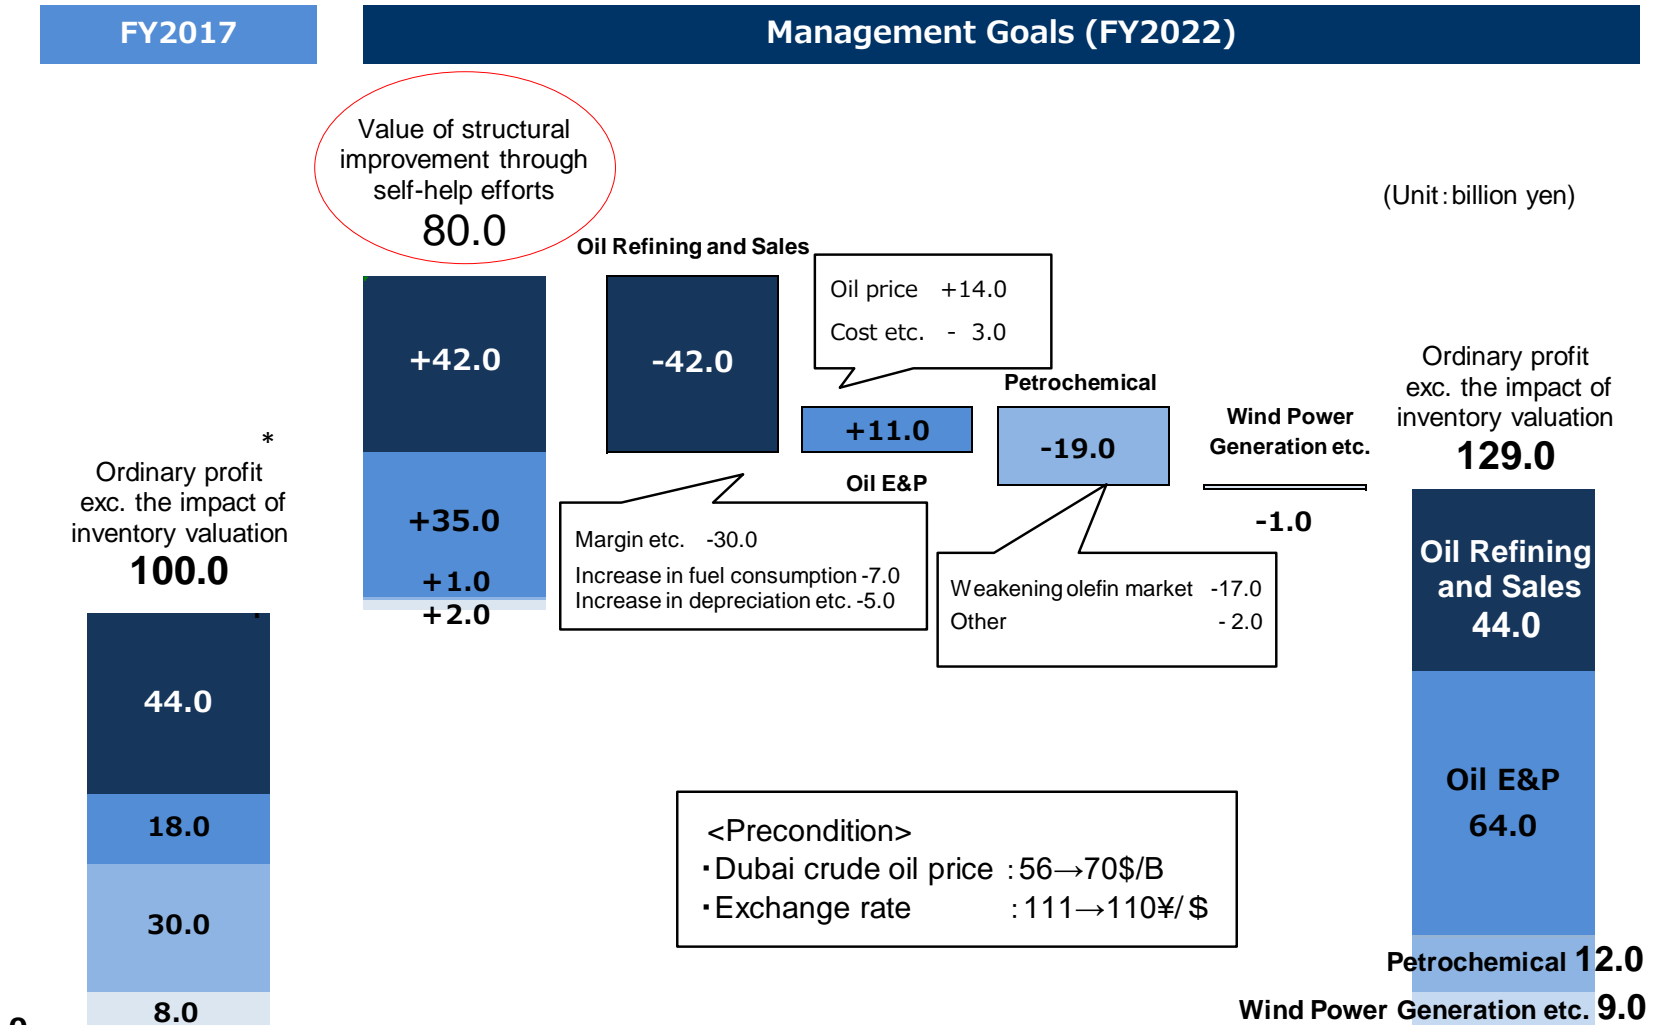 FY2017
Management Goals (FY2022)
Value of structural
improvement through
self-help efforts
80.0
(Unit:billion yen)
Oil Refining and Sales
Oil price +14.0
Cost etc. - 3.0
+42.0
-42.0
Ordinary profit
exc. the impact of
inventory valuation
129.0
Petrochemical
+11.0
-19.0
Wind Power
Generation etc.
-1.0
Oil E&P
*
Ordinary profit
exc. the impact of
inventory valuation
100.0
+35.0
+1.0
+2.0
Margin etc. -30.0
Increase in fuel consumption -7.0
Increase in depreciation etc. -5.0
Weakening olefin market -17.0
Other - 2.0
Oil Refining
and Sales
44.0
44.0
18.0
30.0
8.0
<Precondition>
・Dubai crude oil price :56→70$/B
・Exchange rate :111→110¥/$
Oil E&P
64.0
Petrochemical 12.0
Wind Power Generation etc. 9.0